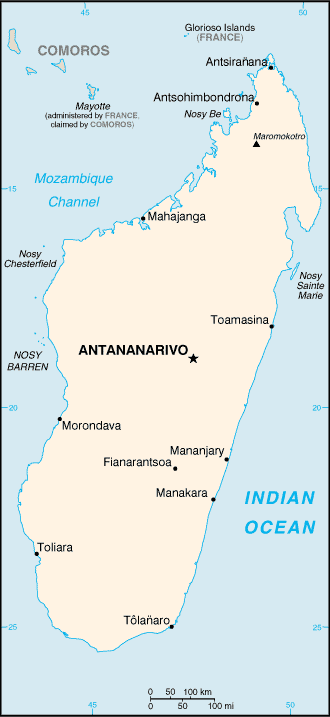 45
50
Glorioso Islands
(FRANCE)
COMOROS
Antsirañana
Mayotte
(administered by FRANCE,
claimed by COMOROS)
Antsohimbondrona
Nosy Be
Maromokotro
Mozambique
Channel
15
15
Mahajanga
Nosy
Chesterfield
Nosy
Sainte
Marie
Toamasina
NOSY
BARREN
ANTANANARIVO
20
20
Morondava
Mananjary
Fianarantsoa
Manakara
INDIAN
OCEAN
Toliara
Tôlañaro
25
25
0 50 100 km
0 50 100 mi
45
50